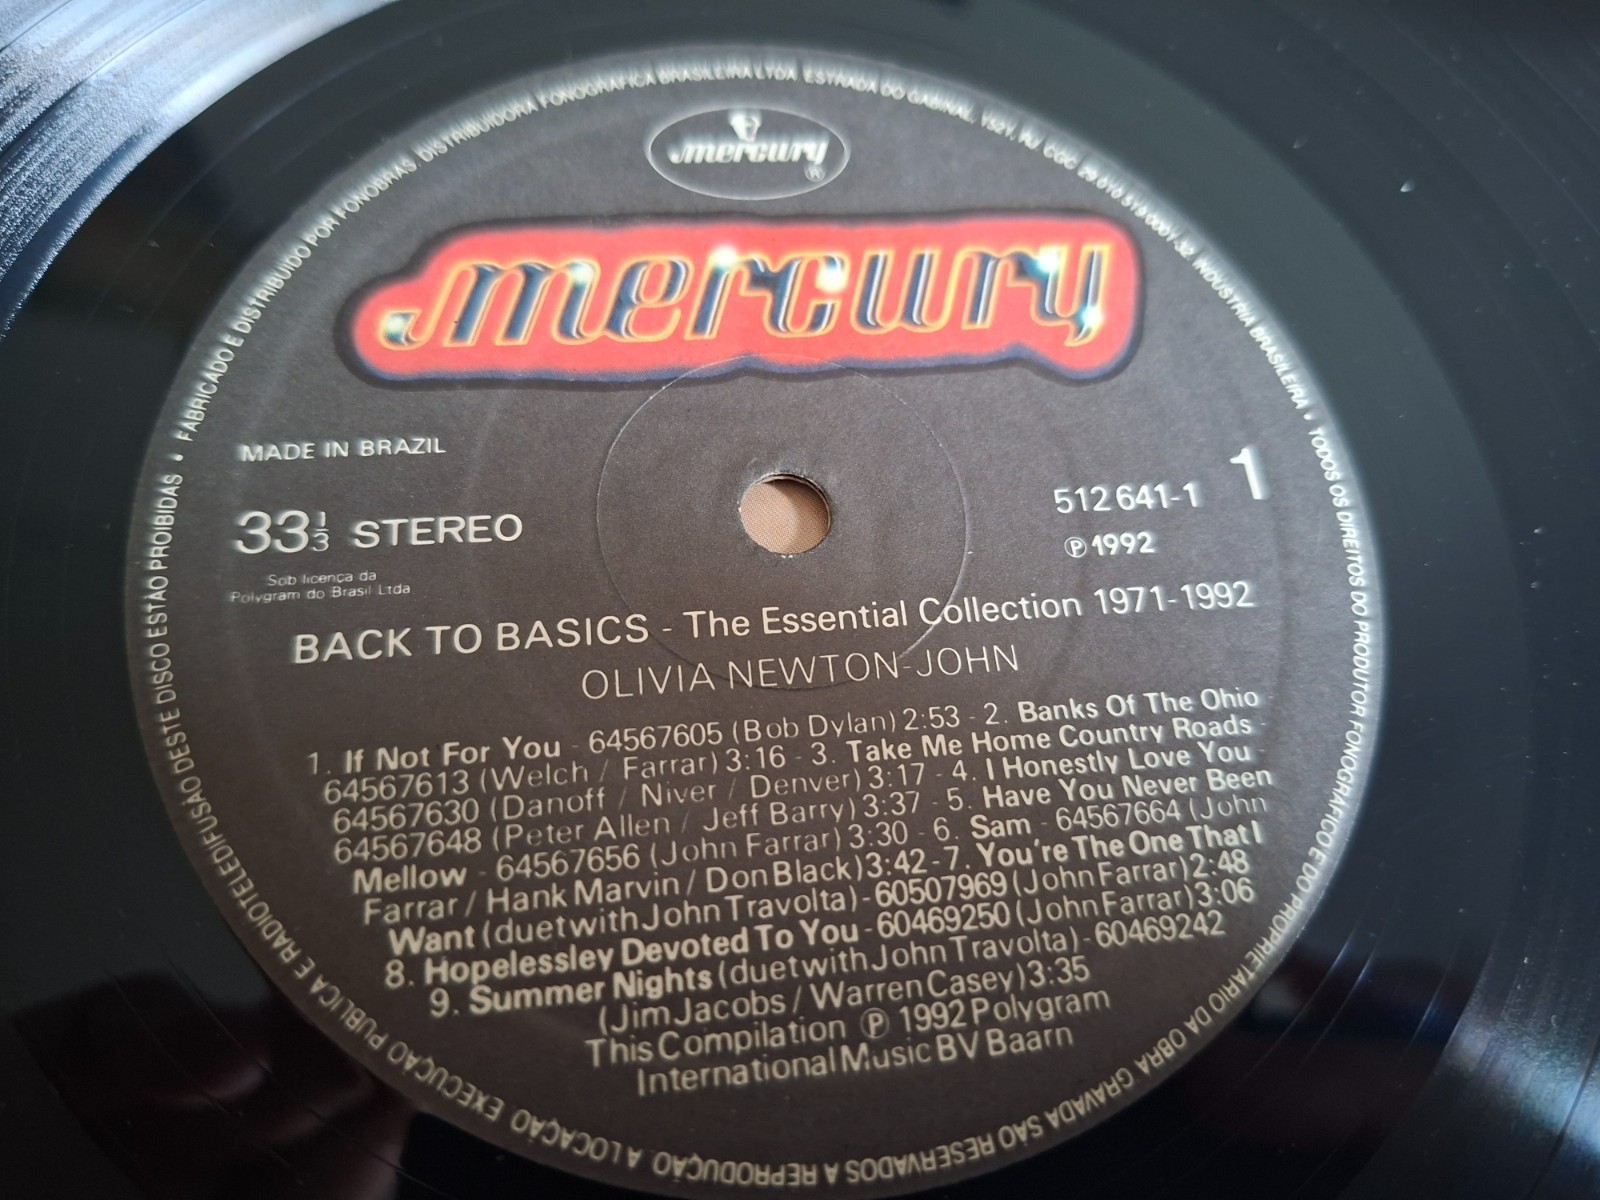 FABRICADO E DISTRIBUIDO POR FONOBRAS DISTRIBUIDORA FONOGRAFICA BRASILEIRA LTDA ESTRADA DO GABINAL, INDUSTRIA BRASILEIRA • TODOS OS DIREITOS DO PRODUTOR FONOGRAFICO E DO PROPRIETARIO DA OBRA GRAVADA SAO RESERVADOS A REPRODUÇÃO A LOCAÇÃO EXECUÇÃO PUBLICA E RADIOTELEDIFUSÃO DESTE DISCO ESTÃO PROIBIDAS •
mercury
®
mercury
MADE IN BRAZIL
512 641-1 1
33 1/3 STEREO
℗ 1992
Sob licença da
Polygram do Brasil Ltda
BACK TO BASICS - The Essential Collection 1971-1992
OLIVIA NEWTON-JOHN
1. If Not For You - 64567605 (Bob Dylan) 2:53 - 2. Banks Of The Ohio
64567613 (Welch / Farrar) 3:16 - 3. Take Me Home Country Roads -
64567630 (Danoff / Niver / Denver) 3:17 - 4. I Honestly Love You -
64567648 (Peter Allen / Jeff Barry) 3:37 - 5. Have You Never Been
Mellow - 64567656 (John Farrar) 3:30 - 6. Sam - 64567664 (John
Farrar / Hank Marvin / Don Black) 3:42 - 7. You're The One That I
Want (duet with John Travolta) - 60507969 (John Farrar) 2:48
8. Hopelessley Devoted To You - 60469250 (John Farrar) 3:06
9. Summer Nights (duet with John Travolta) - 60469242
(Jim Jacobs / Warren Casey) 3:35
This Compilation ℗ 1992 Polygram
International Music BV Baarn